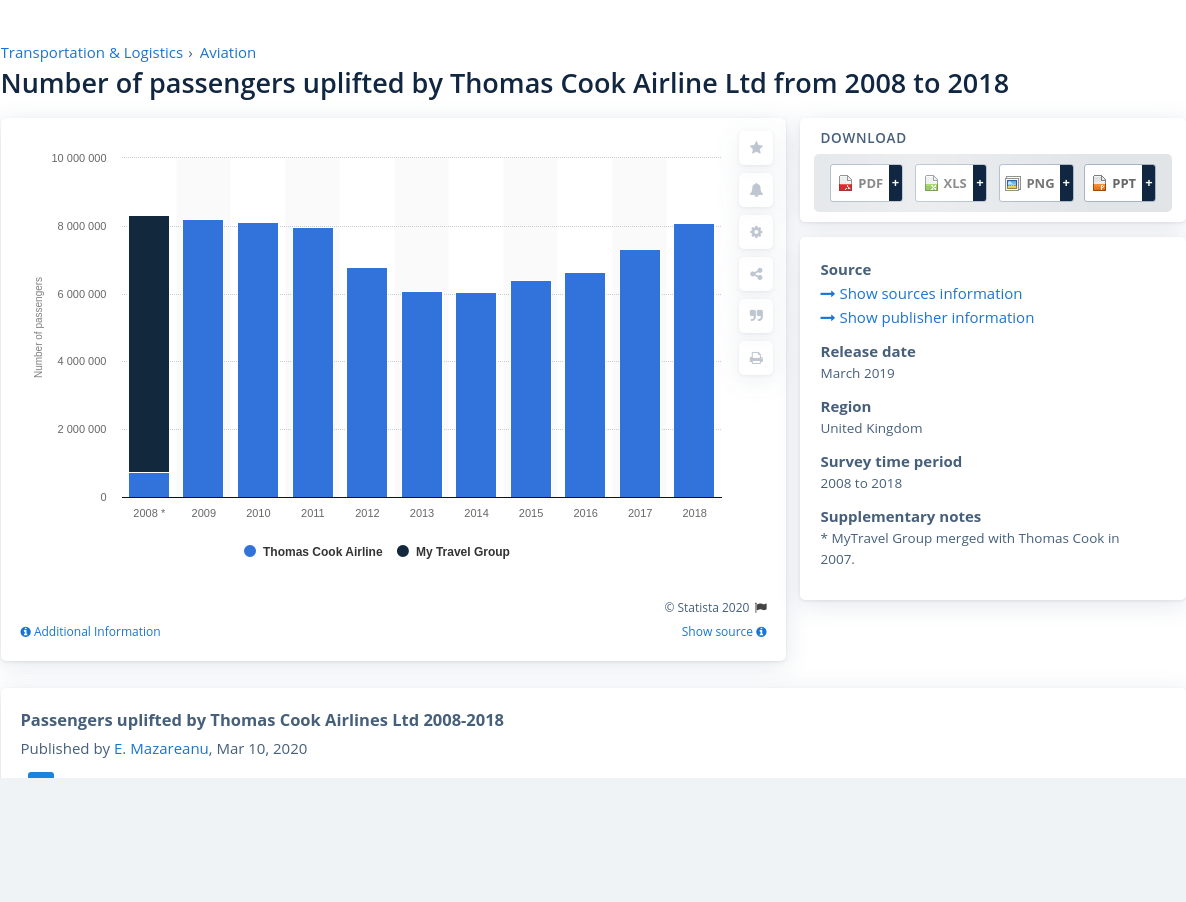 Transportation & Logistics › Aviation
Number of passengers uplifted by Thomas Cook Airline Ltd from 2008 to 2018
10 000 000
8 000 000
6 000 000
4 000 000
2 000 000
0
Number of passengers
2008 * 2009 2010 2011 2012 2013 2014 2015 2016 2017 2018
Thomas Cook Airline My Travel Group
© Statista 2020
Additional Information Show source
DOWNLOAD
PDF + XLS + PNG + PPT +
Source
Show sources information
Show publisher information
Release date
March 2019
Region
United Kingdom
Survey time period
2008 to 2018
Supplementary notes
* MyTravel Group merged with Thomas Cook in
2007.
Passengers uplifted by Thomas Cook Airlines Ltd 2008-2018
Published by E. Mazareanu, Mar 10, 2020